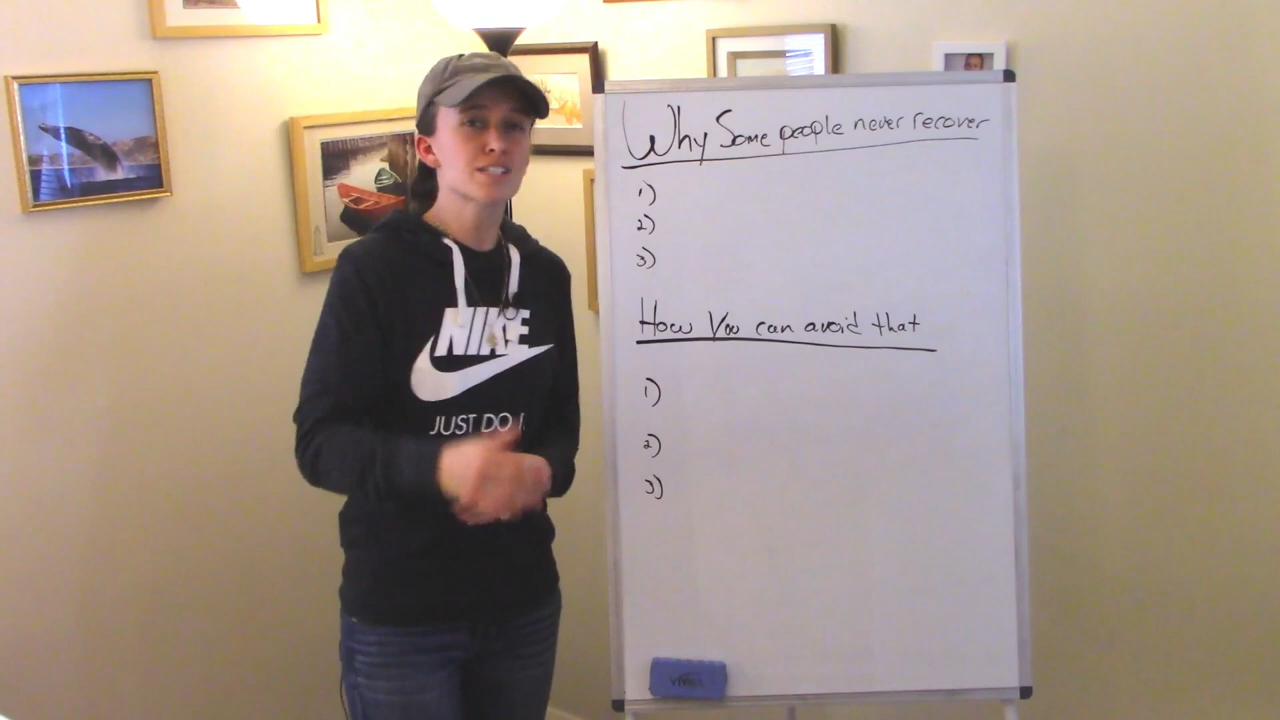 Why Some people never recover
1)
2)
3)
How You can avoid that
1)
2)
3)
NIKE
JUST DO I